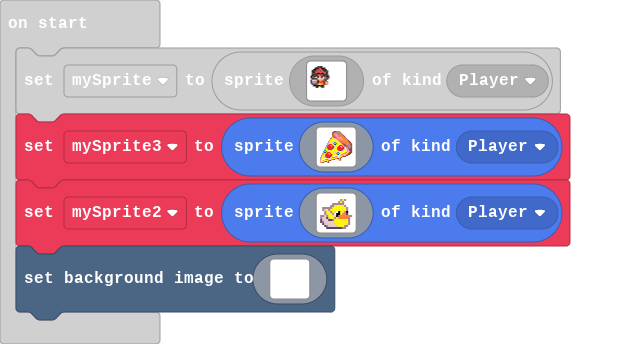 on start
set mySprite to sprite of kind Player
set mySprite3 to sprite of kind Player
set mySprite2 to sprite of kind Player
set background image to